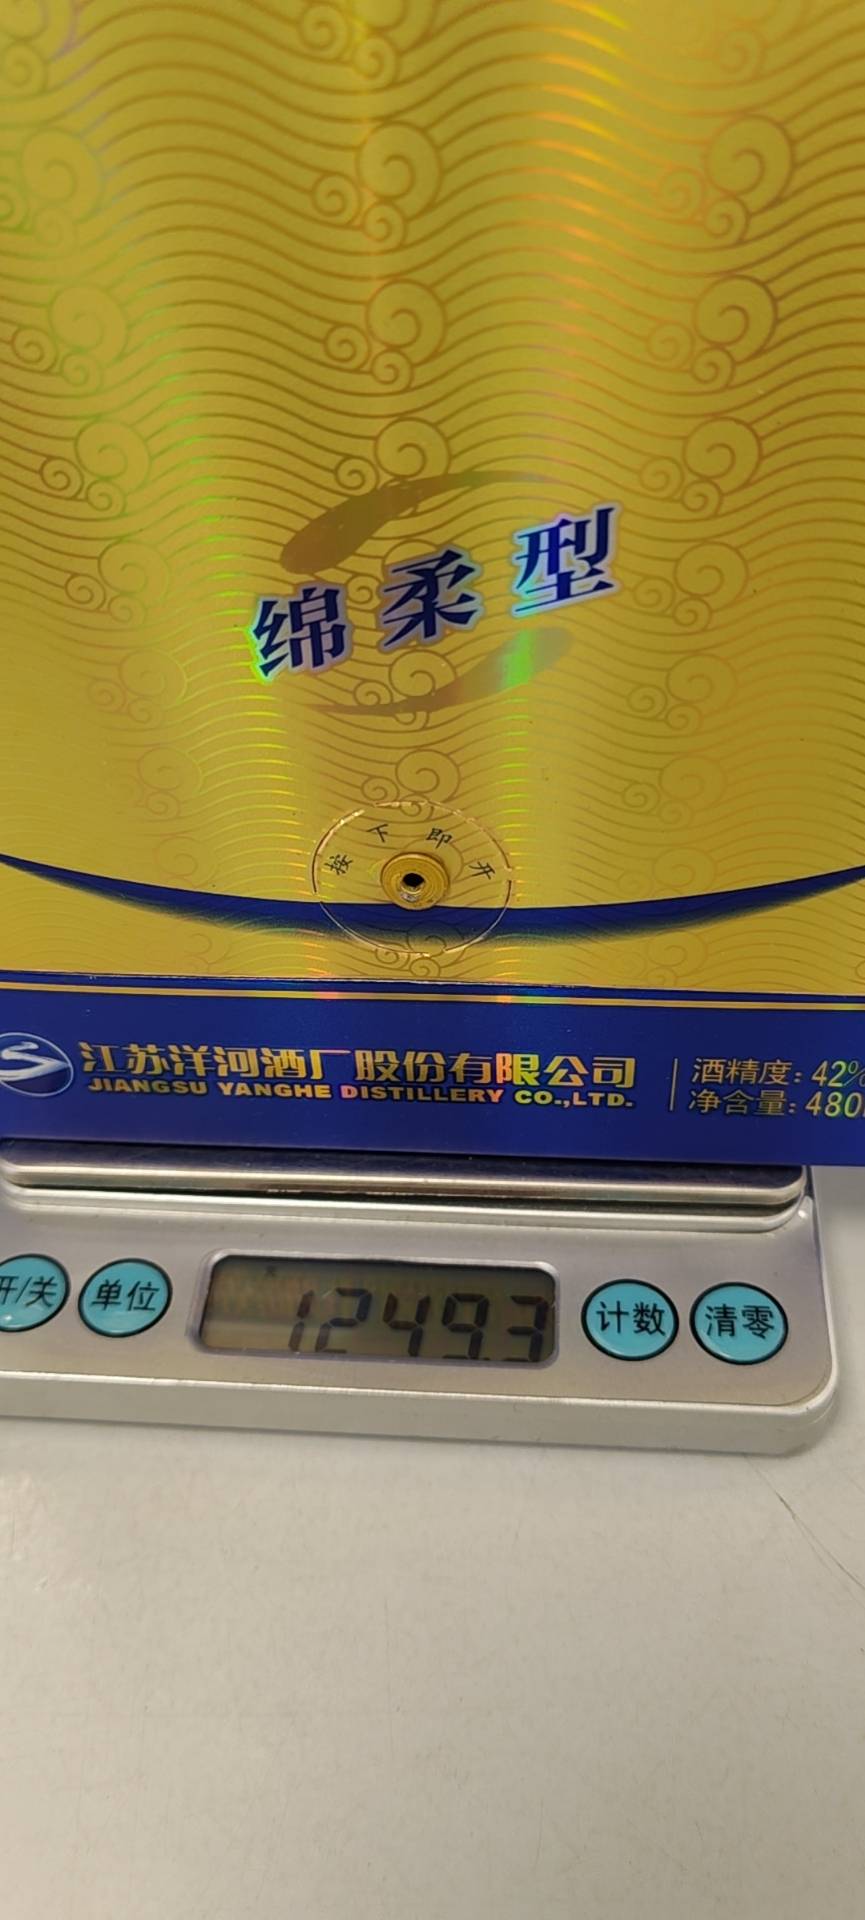 绵柔型
按下即开
江苏洋河酒厂股份有限公司
JIANGSU YANGHE DISTILLERY CO.,LTD.
酒精度:42%
净含量:480
开/关
单位
1249.3
计数
清零